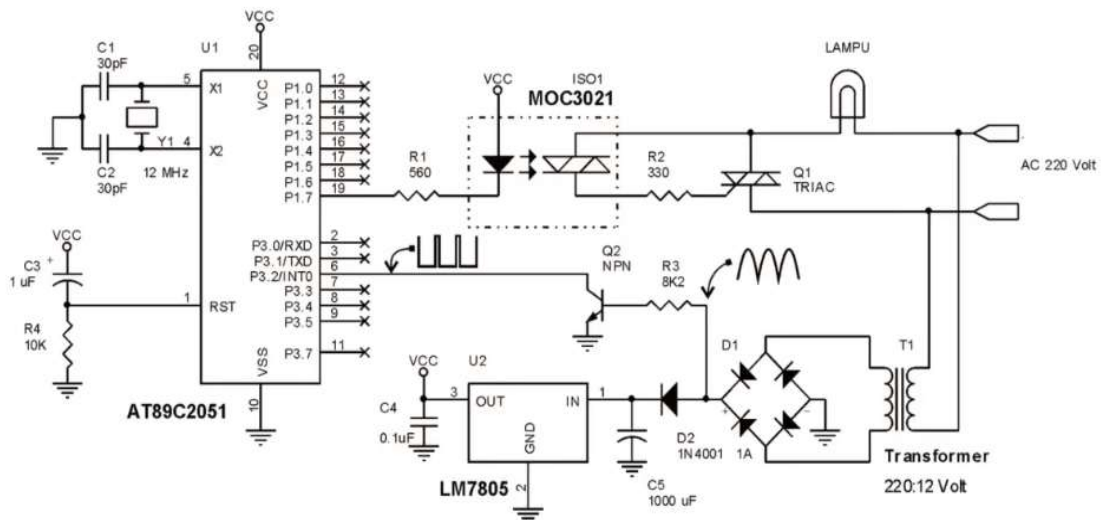 VCC
U1
C1
30pF
20
VCC
5
X1
Y1
4
X2
C2
30pF
12 MHz
P1.0
12
P1.1
13
P1.2
14
P1.3
15
P1.4
16
P1.5
17
P1.6
18
P1.7
19
P3.0/RXD
2
P3.1/TXD
3
P3.2/INT0
6
P3.3
7
P3.4
8
P3.5
9
P3.7
11
VCC
C3
+
1 uF
1
RST
R4
10K
VSS
10
AT89C2051
R1
560
VCC
ISO1
MOC3021
R2
330
LAMPU
Q1
TRIAC
AC 220 Volt
Q2
NPN
R3
8K2
VCC
U2
3
OUT
IN
1
GND
2
C4
0.1uF
LM7805
C5
1000 uF
D2
1N4001
D1
+
-
1A
T1
Transformer
220:12 Volt